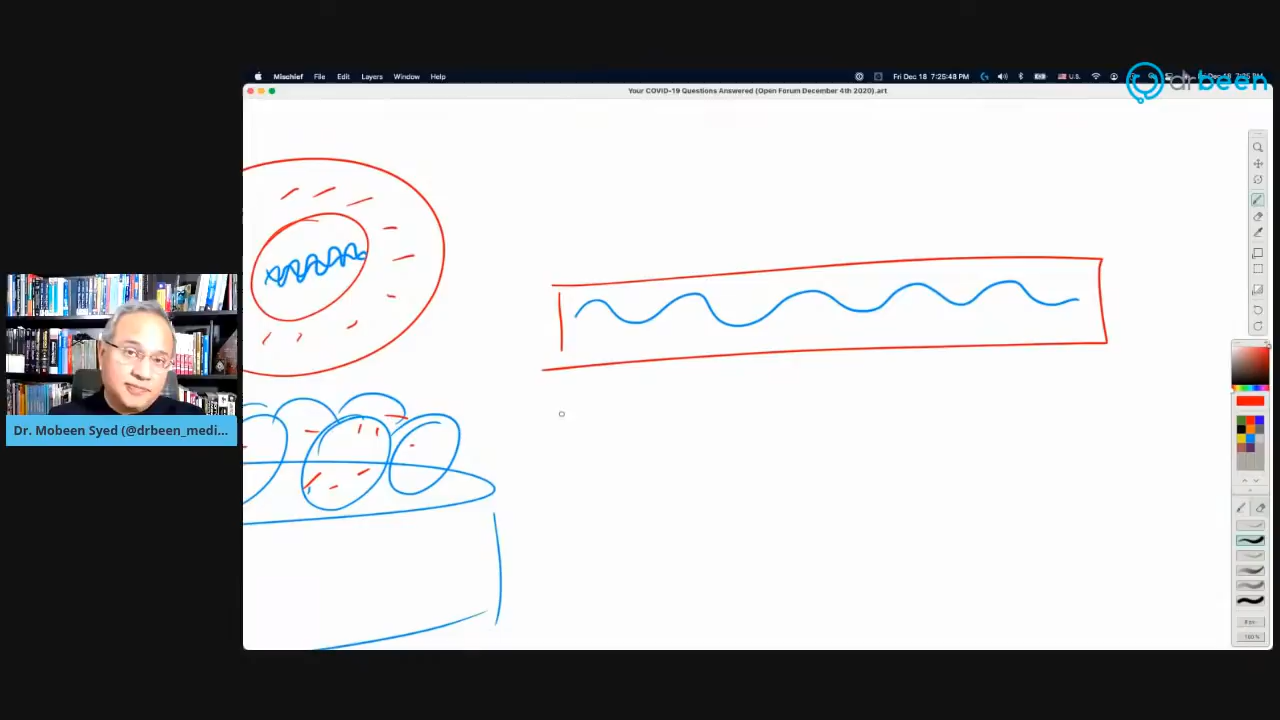 Mischief File Edit Layers Window Help
Fri Dec 18 7:25:48 PM
U.S.
drbeen
Your COVID-19 Questions Answered (Open Forum December 4th 2020).art
Dr. Mobeen Syed (@drbeen_medi...